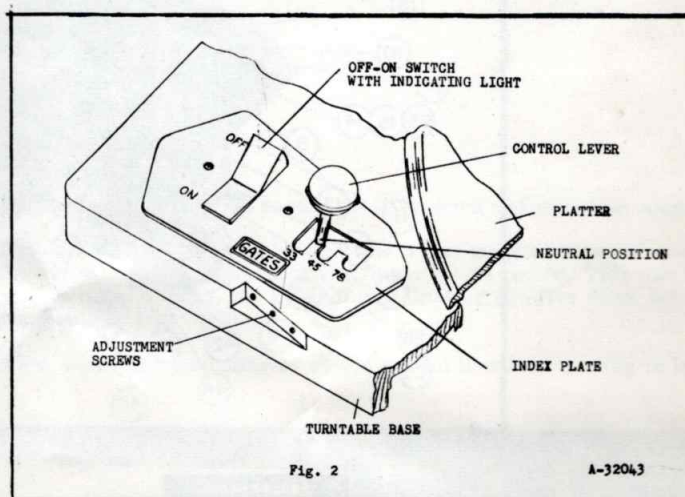 OFF-ON SWITCH
WITH INDICATING LIGHT
CONTROL LEVER
OFF
ON
PLATTER
NEUTRAL POSITION
GATES
33
45
78
ADJUSTMENT
SCREWS
INDEX PLATE
TURNTABLE BASE
Fig. 2
A-32043